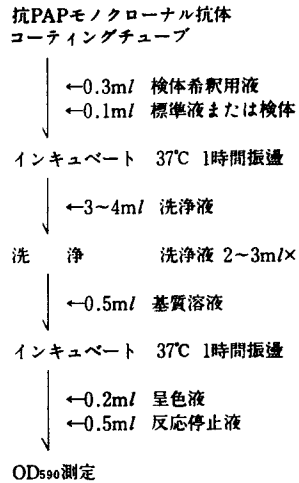 抗PAPモノクローナル抗体
コーティングチューブ
←0.3ml 検体希釈用液
←0.1ml 標準液または検体
インキュベート 37℃ 1時間振盪
←3~4ml 洗浄液
洗 浄 洗浄液 2~3ml×
←0.5ml 基質溶液
インキュベート 37℃ 1時間振盪
←0.2ml 呈色液
←0.5ml 反応停止液
OD590測定